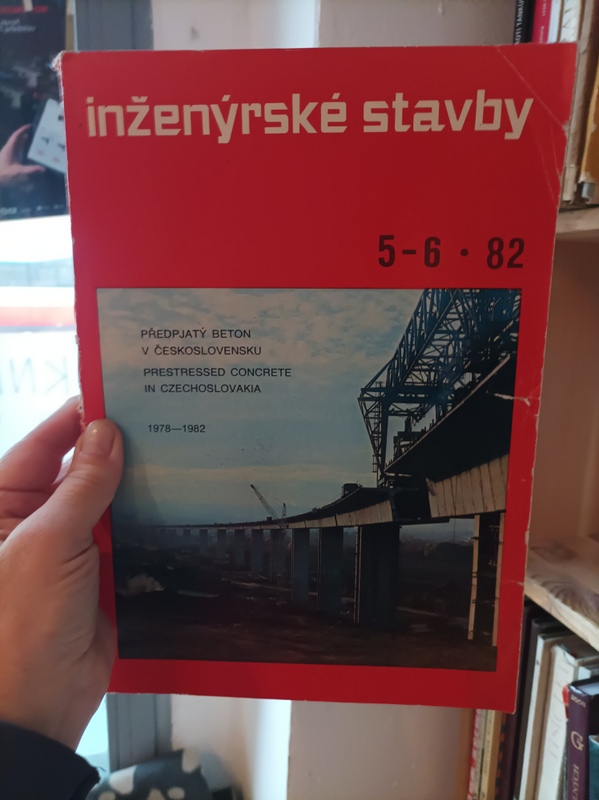 inženýrské stavby
5-6 · 82
PŘEDPJATÝ BETON
V ČESKOSLOVENSKU
PRESTRESSED CONCRETE
IN CZECHOSLOVAKIA
1978—1982